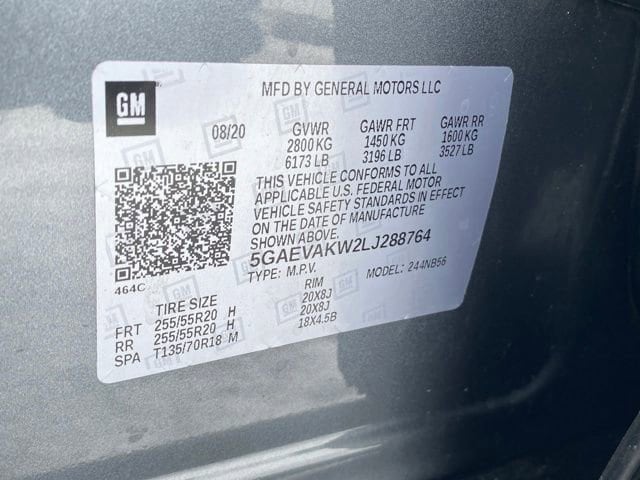 GM
MFD BY GENERAL MOTORS LLC
08/20 GVWR GAWR FRT GAWR RR
2800 KG 1450 KG 1600 KG
6173 LB 3196 LB 3527 LB
THIS VEHICLE CONFORMS TO ALL
APPLICABLE U.S. FEDERAL MOTOR
VEHICLE SAFETY STANDARDS IN EFFECT
ON THE DATE OF MANUFACTURE
SHOWN ABOVE.
5GAEVAKW2LJ288764
TYPE: M.P.V. MODEL: 244NB56
464C
TIRE SIZE RIM
FRT 255/55R20 H 20X8J
RR 255/55R20 H 20X8J
SPA T135/70R18 M 18X4.5B